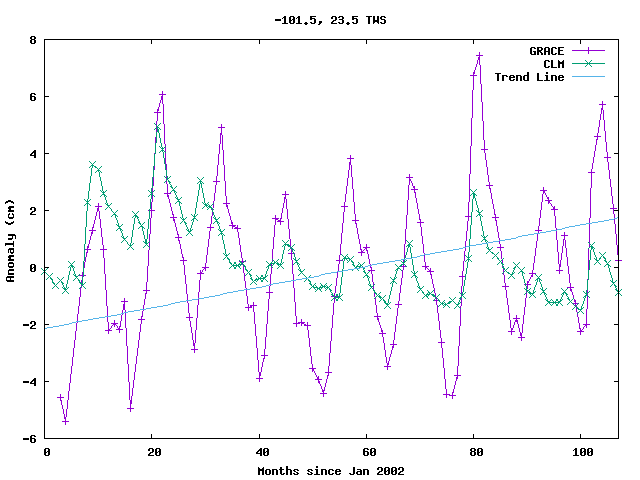 -101.5, 23.5 TWS
GRACE
CLM
Trend Line
Anomaly (cm)
8
6
4
2
0
-2
-4
-6
0 20 40 60 80 100
Months since Jan 2002